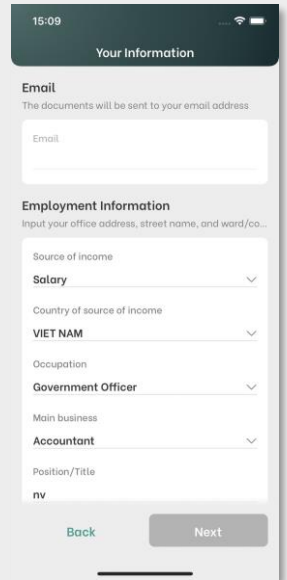 15:09
Your Information
Email
The documents will be sent to your email address
Email
Employment Information
Input your office address, street name, and ward/co...
Source of income
Salary
Country of source of income
VIET NAM
Occupation
Government Officer
Main business
Accountant
Position/Title
nv
Back Next